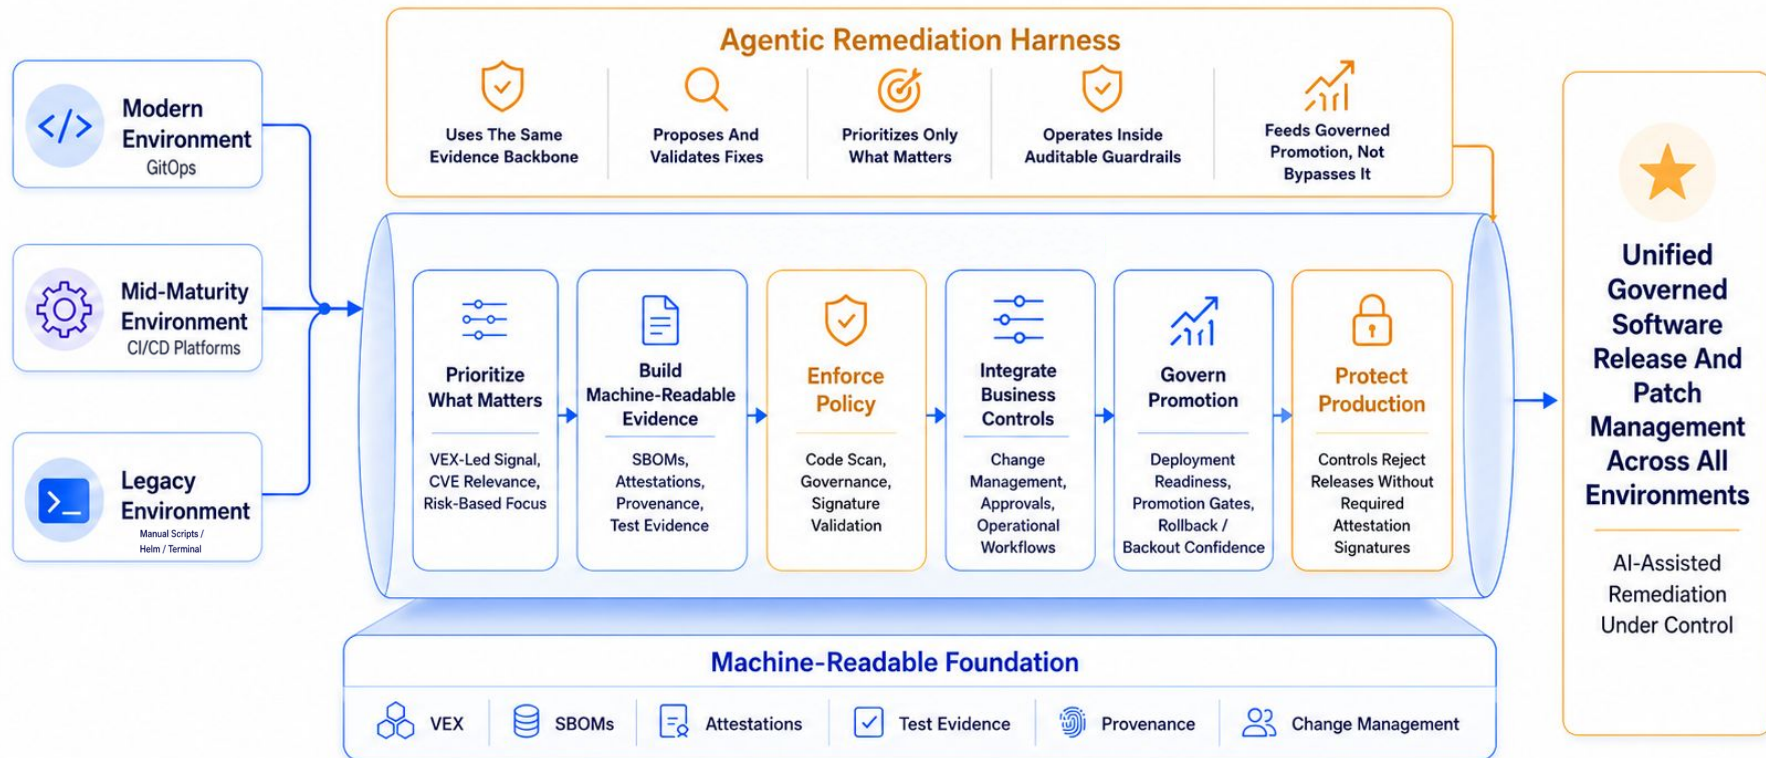 Agentic Remediation Harness
Uses The Same
Evidence Backbone
Proposes And
Validates Fixes
Prioritizes Only
What Matters
Operates Inside
Auditable Guardrails
Feeds Governed
Promotion, Not
Bypasses It
</>
Modern
Environment
GitOps
Mid-Maturity
Environment
CI/CD Platforms
>_
Legacy
Environment
Manual Scripts /
Helm / Terminal
Prioritize
What Matters
VEX-Led Signal,
CVE Relevance,
Risk-Based Focus
Build
Machine-Readable
Evidence
SBOMs,
Attestations,
Provenance,
Test Evidence
Enforce
Policy
Code Scan,
Governance,
Signature
Validation
Integrate
Business
Controls
Change
Management,
Approvals,
Operational
Workflows
Govern
Promotion
Deployment
Readiness,
Promotion Gates,
Rollback /
Backout Confidence
Protect
Production
Controls Reject
Releases Without
Required
Attestation
Signatures
Unified
Governed
Software
Release And
Patch
Management
Across All
Environments
AI-Assisted
Remediation
Under Control
Machine-Readable Foundation
VEX
SBOMs
Attestations
Test Evidence
Provenance
Change Management